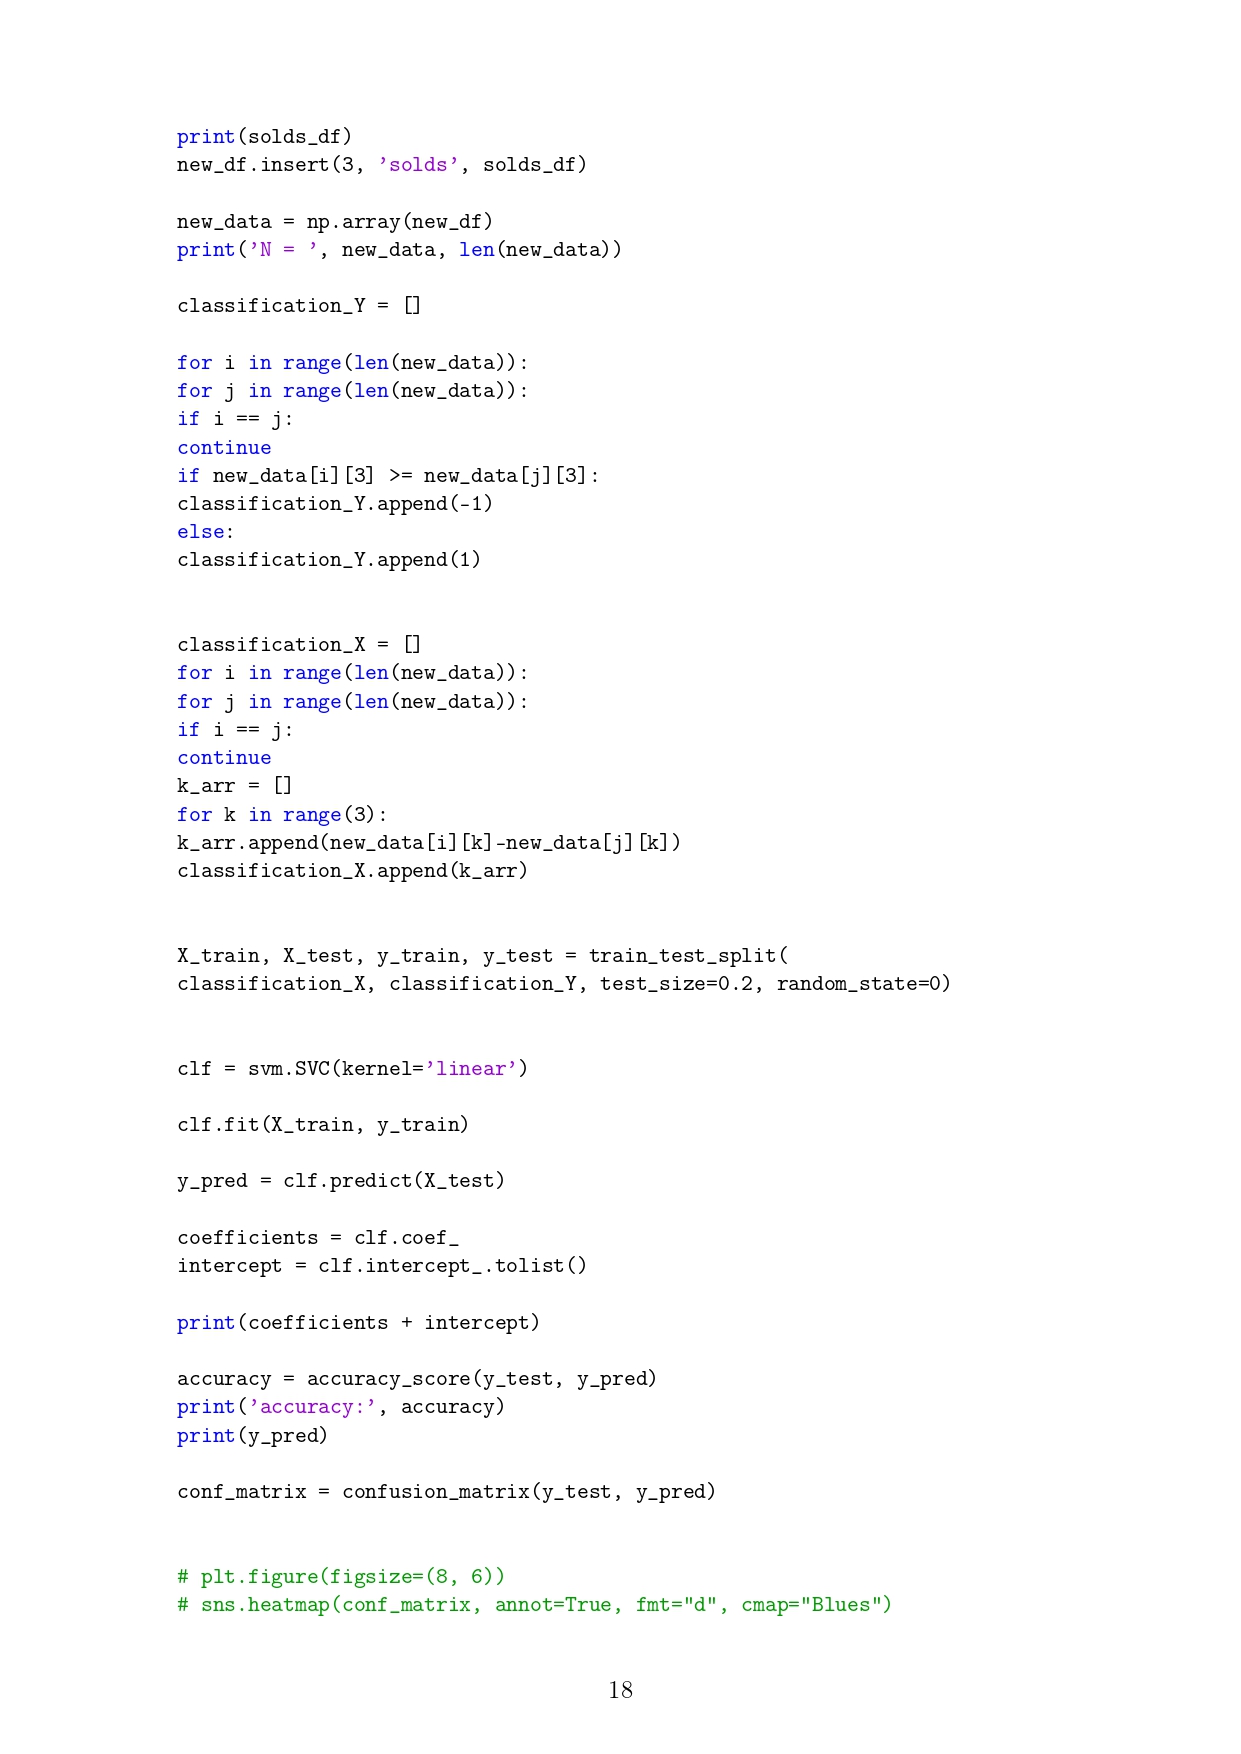 print(solds_df)
new_df.insert(3, ’solds’, solds_df)
new_data = np.array(new_df)
print(’N = ’, new_data, len(new_data))
classification_Y = []
for i in range(len(new_data)):
for j in range(len(new_data)):
if i == j:
continue
if new_data[i][3] >= new_data[j][3]:
classification_Y.append(-1)
else:
classification_Y.append(1)
classification_X = []
for i in range(len(new_data)):
for j in range(len(new_data)):
if i == j:
continue
k_arr = []
for k in range(3):
k_arr.append(new_data[i][k]-new_data[j][k])
classification_X.append(k_arr)
X_train, X_test, y_train, y_test = train_test_split(
classification_X, classification_Y, test_size=0.2, random_state=0)
clf = svm.SVC(kernel=’linear’)
clf.fit(X_train, y_train)
y_pred = clf.predict(X_test)
coefficients = clf.coef_
intercept = clf.intercept_.tolist()
print(coefficients + intercept)
accuracy = accuracy_score(y_test, y_pred)
print(’accuracy:’, accuracy)
print(y_pred)
conf_matrix = confusion_matrix(y_test, y_pred)
# plt.figure(figsize=(8, 6))
# sns.heatmap(conf_matrix, annot=True, fmt="d", cmap="Blues")
18